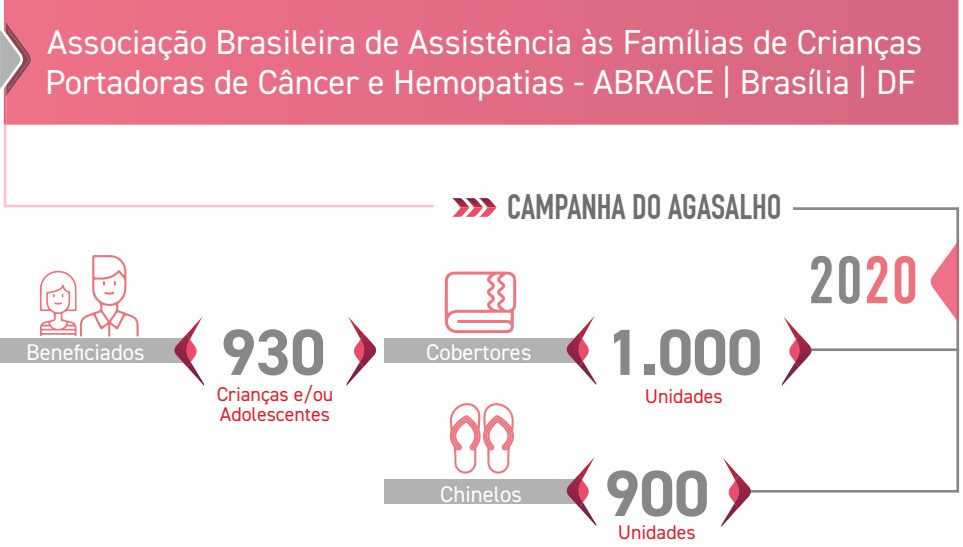 Associação Brasileira de Assistência às Famílias de Crianças
Portadoras de Câncer e Hemopatias - ABRACE | Brasília | DF
CAMPANHA DO AGASALHO
2020
Beneficiados
930
Crianças e/ou
Adolescentes
Cobertores
1.000
Unidades
Chinelos
900
Unidades